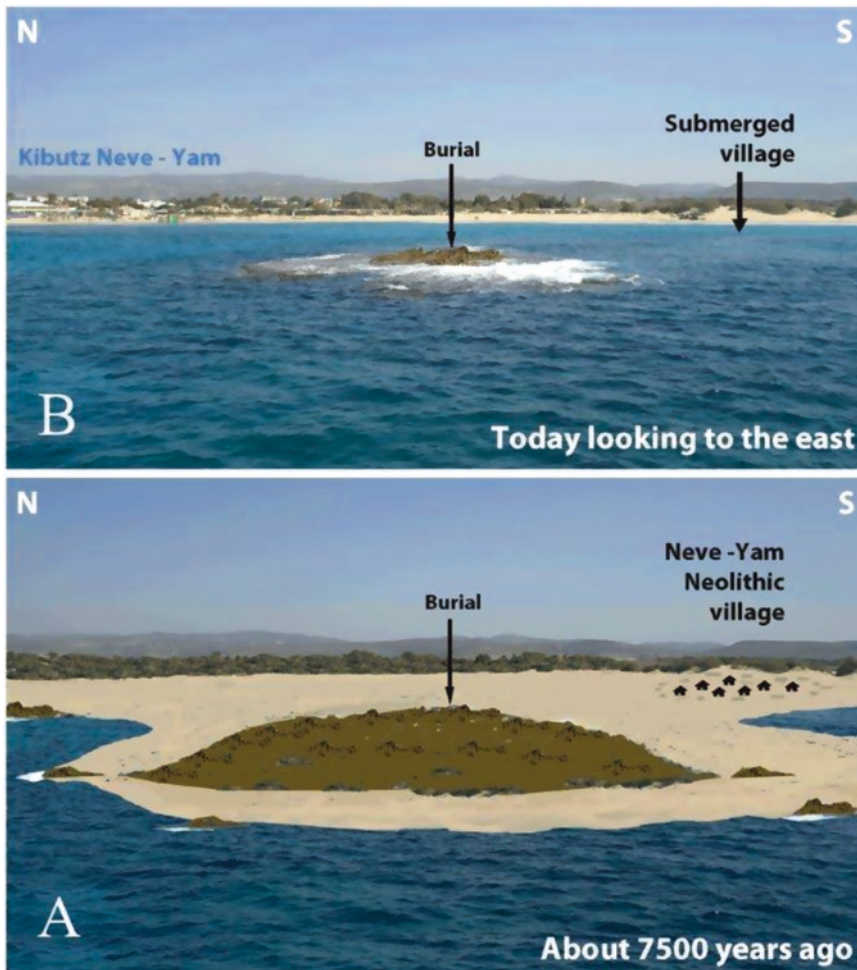 N
S
Submerged
village
Kibutz Neve - Yam
Burial
B
Today looking to the east
N
S
Neve -Yam
Neolithic
village
Burial
A
About 7500 years ago